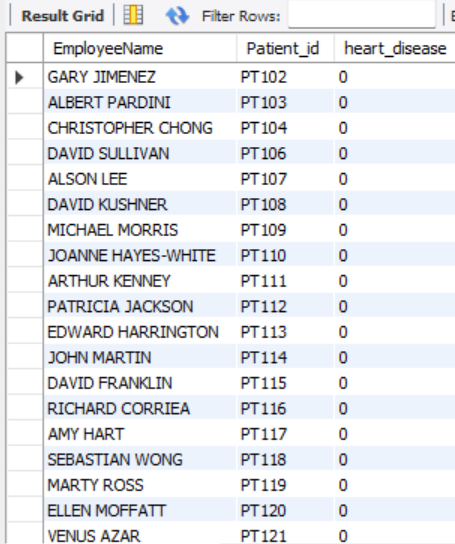 Result Grid Filter Rows:
EmployeeName Patient_id heart_disease
GARY JIMENEZ PT102 0
ALBERT PARDINI PT103 0
CHRISTOPHER CHONG PT104 0
DAVID SULLIVAN PT106 0
ALSON LEE PT107 0
DAVID KUSHNER PT108 0
MICHAEL MORRIS PT109 0
JOANNE HAYES-WHITE PT110 0
ARTHUR KENNEY PT111 0
PATRICIA JACKSON PT112 0
EDWARD HARRINGTON PT113 0
JOHN MARTIN PT114 0
DAVID FRANKLIN PT115 0
RICHARD CORRIEA PT116 0
AMY HART PT117 0
SEBASTIAN WONG PT118 0
MARTY ROSS PT119 0
ELLEN MOFFATT PT120 0
VENUS AZAR PT121 0